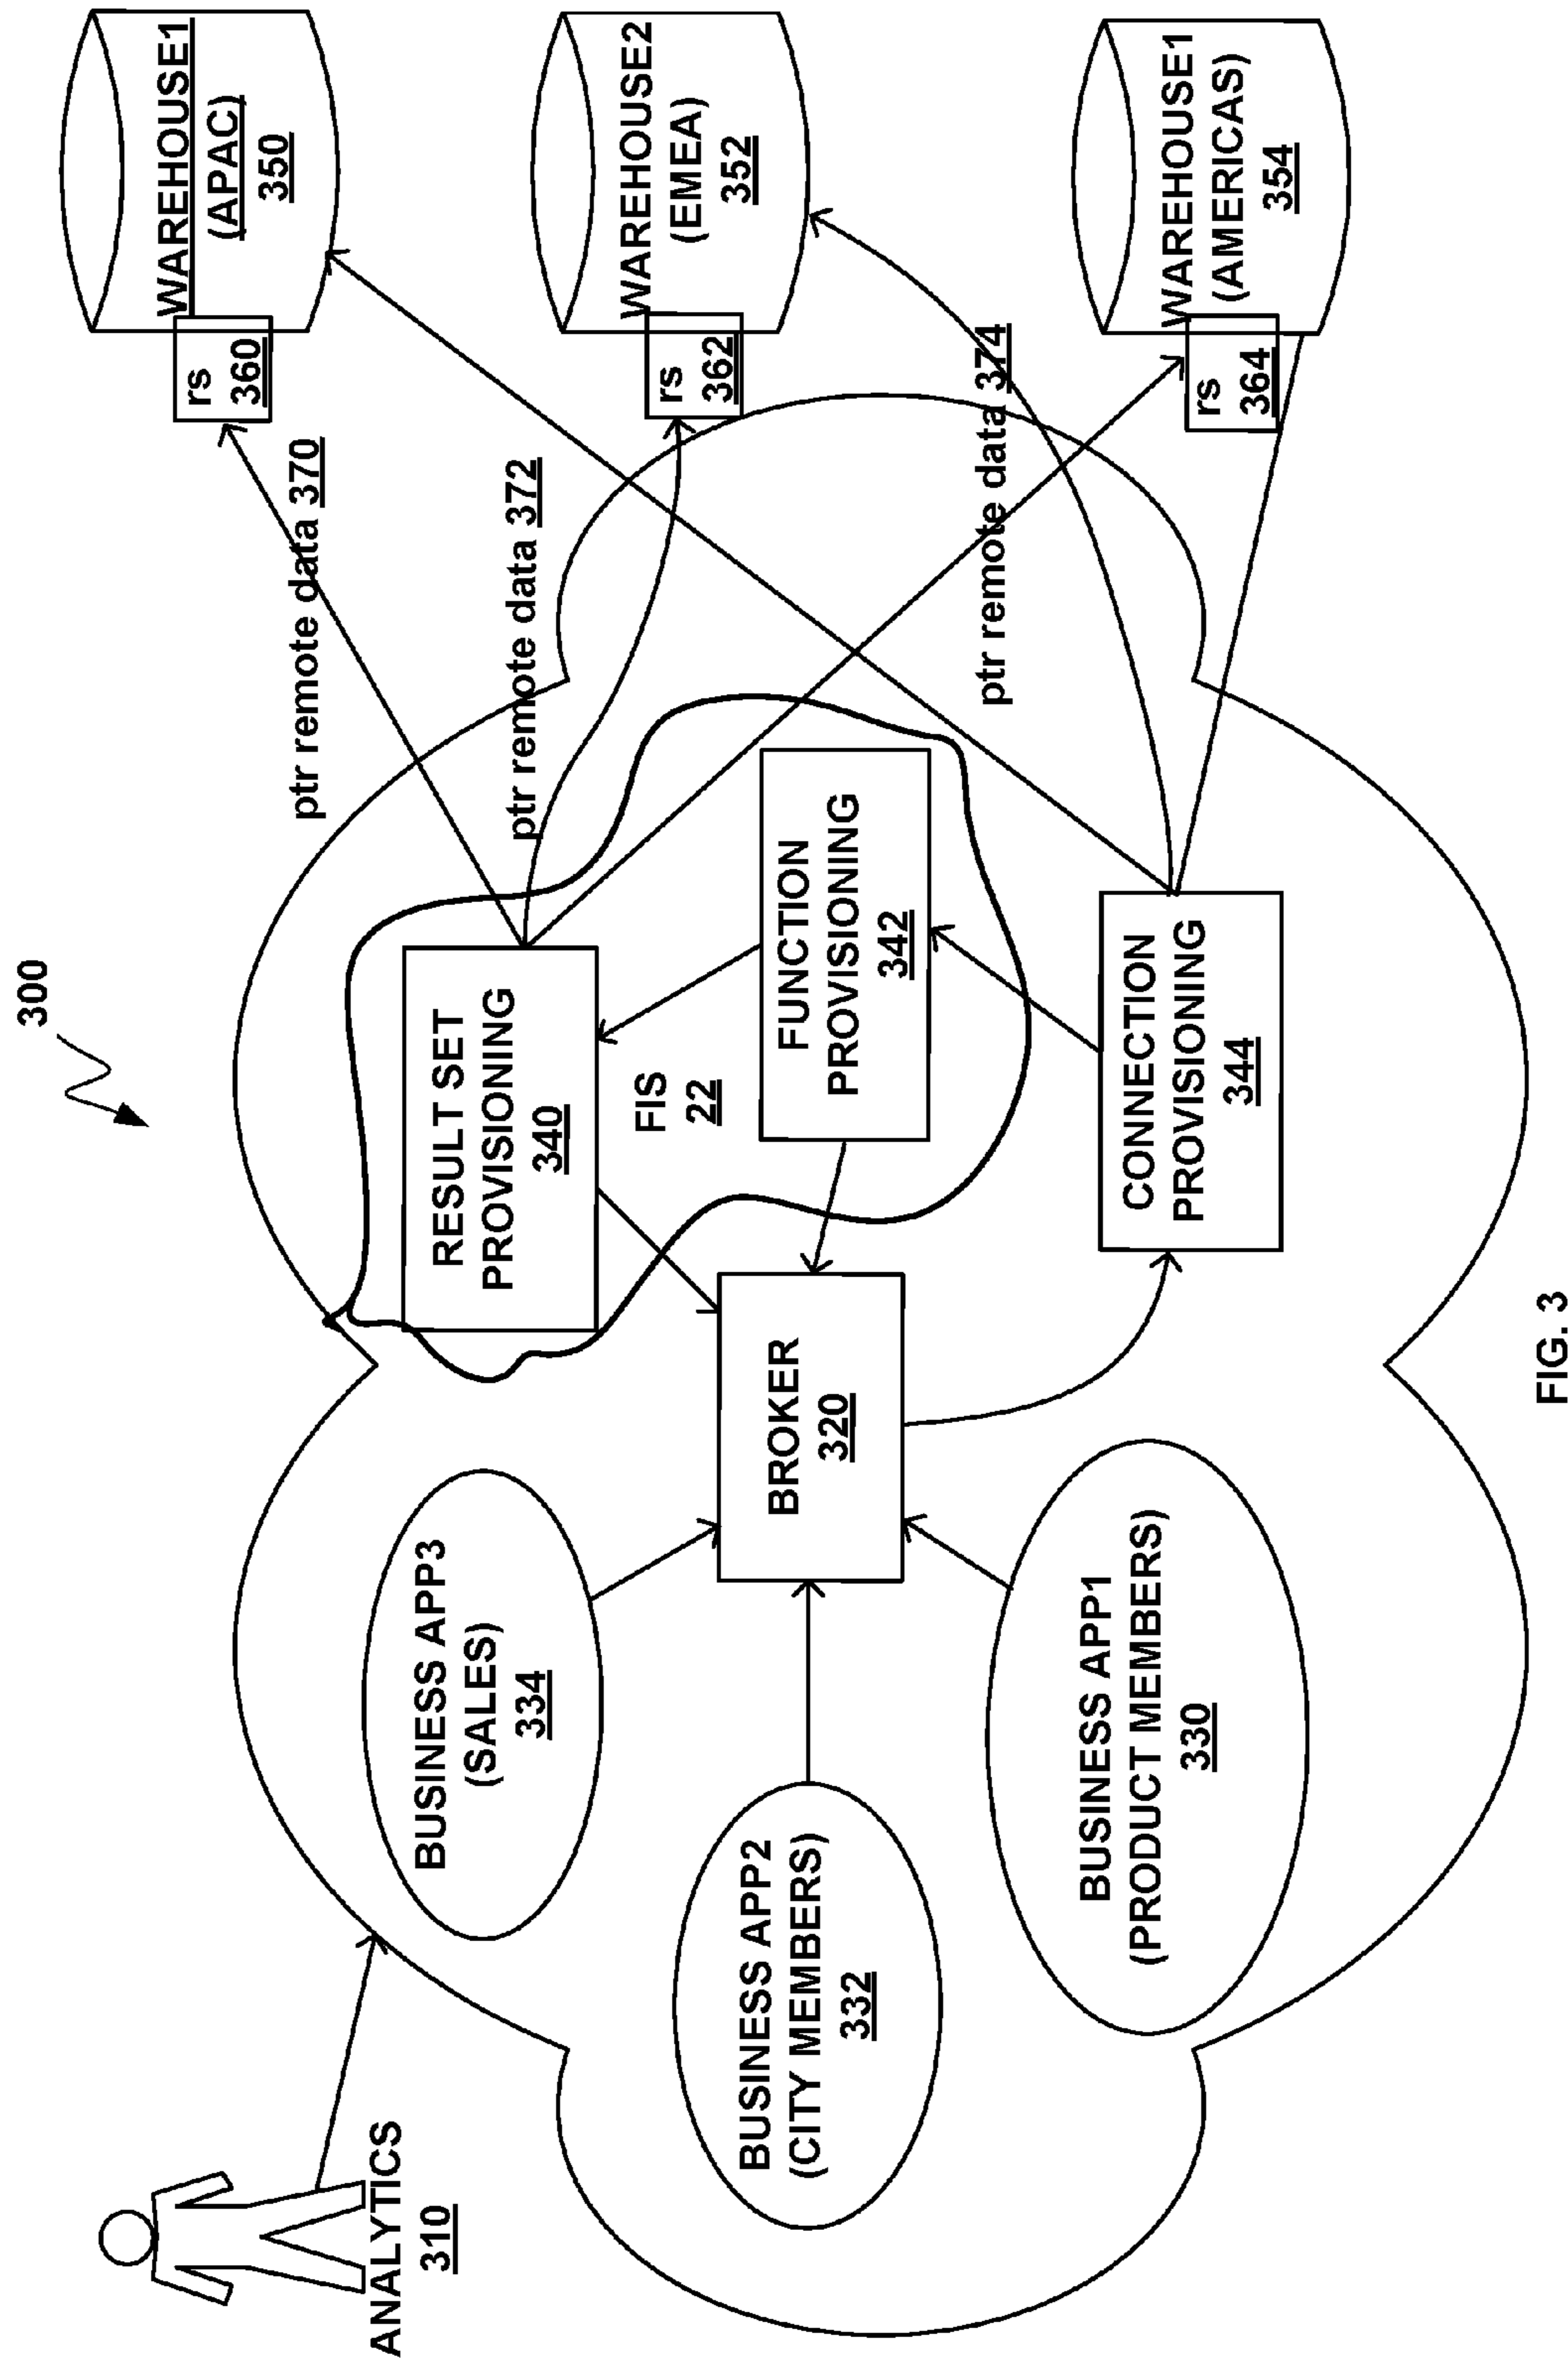 300
ANALYTICS
310
BUSINESS APP3
(SALES)
334
BUSINESS APP2
(CITY MEMBERS)
332
BUSINESS APP1
(PRODUCT MEMBERS)
330
BROKER
320
RESULT SET
PROVISIONING
340
FIS
22
FUNCTION
PROVISIONING
342
CONNECTION
PROVISIONING
344
ptr remote data 370
ptr remote data 372
ptr remote data 374
rs
360
WAREHOUSE1
(APAC)
350
rs
362
WAREHOUSE2
(EMEA)
352
rs
364
WAREHOUSE1
(AMERICAS)
354
FIG. 3